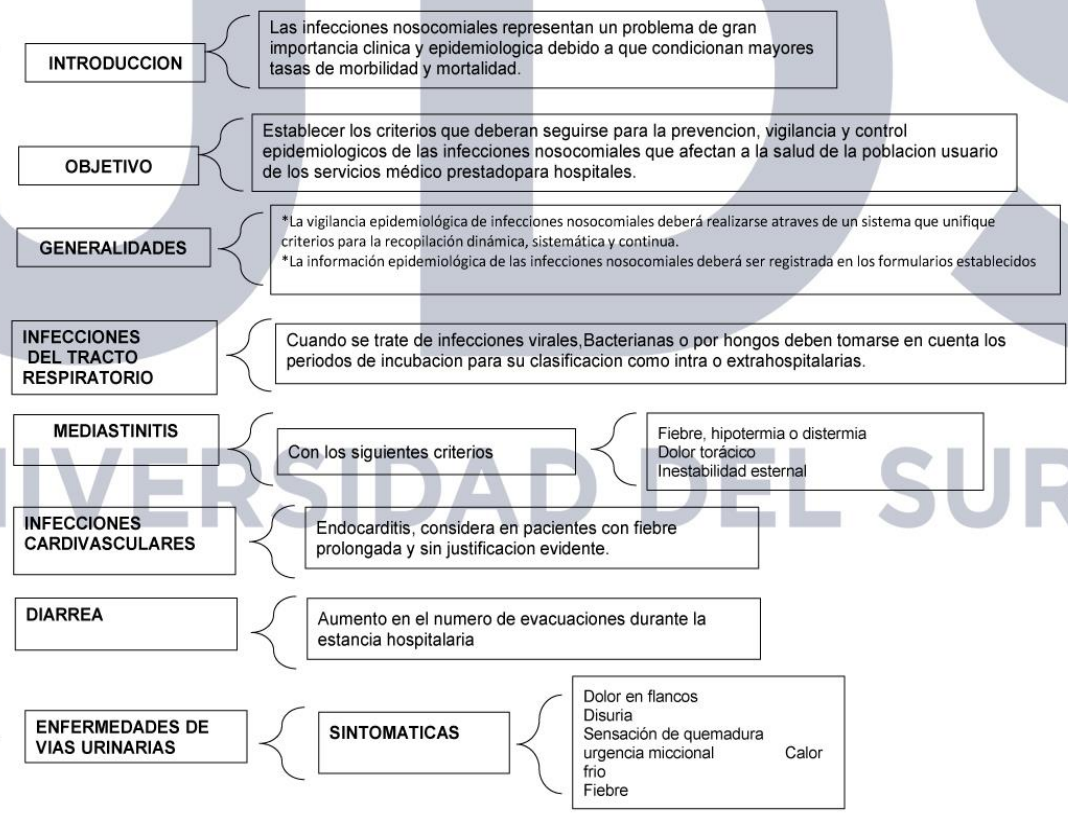 Las infecciones nosocomiales representan un problema de gran
importancia clinica y epidemiologica debido a que condicionan mayores
tasas de morbilidad y mortalidad.
INTRODUCCION
Establecer los criterios que deberan seguirse para la prevencion, vigilancia y control
epidemiologicos de las infecciones nosocomiales que afectan a la salud de la poblacion usuario
de los servicios médico prestadopara hospitales.
OBJETIVO
*La vigilancia epidemiológica de infecciones nosocomiales deberá realizarse atraves de un sistema que unifique
criterios para la recopilación dinámica, sistemática y continua.
*La información epidemiológica de las infecciones nosocomiales deberá ser registrada en los formularios establecidos
GENERALIDADES
INFECCIONES
DEL TRACTO
RESPIRATORIO
Cuando se trate de infecciones virales,Bacterianas o por hongos deben tomarse en cuenta los
periodos de incubacion para su clasificacion como intra o extrahospitalarias.
MEDIASTINITIS
Con los siguientes criterios
Fiebre, hipotermia o distermia
Dolor torácico
Inestabilidad esternal
INFECCIONES
CARDIVASCULARES
Endocarditis, considera en pacientes con fiebre
prolongada y sin justificacion evidente.
DIARREA
Aumento en el numero de evacuaciones durante la
estancia hospitalaria
ENFERMEDADES DE
VIAS URINARIAS
SINTOMATICAS
Dolor en flancos
Disuria
Sensación de quemadura
urgencia miccional Calor
frio
Fiebre
UDS
NIVERSIDAD DEL SUR